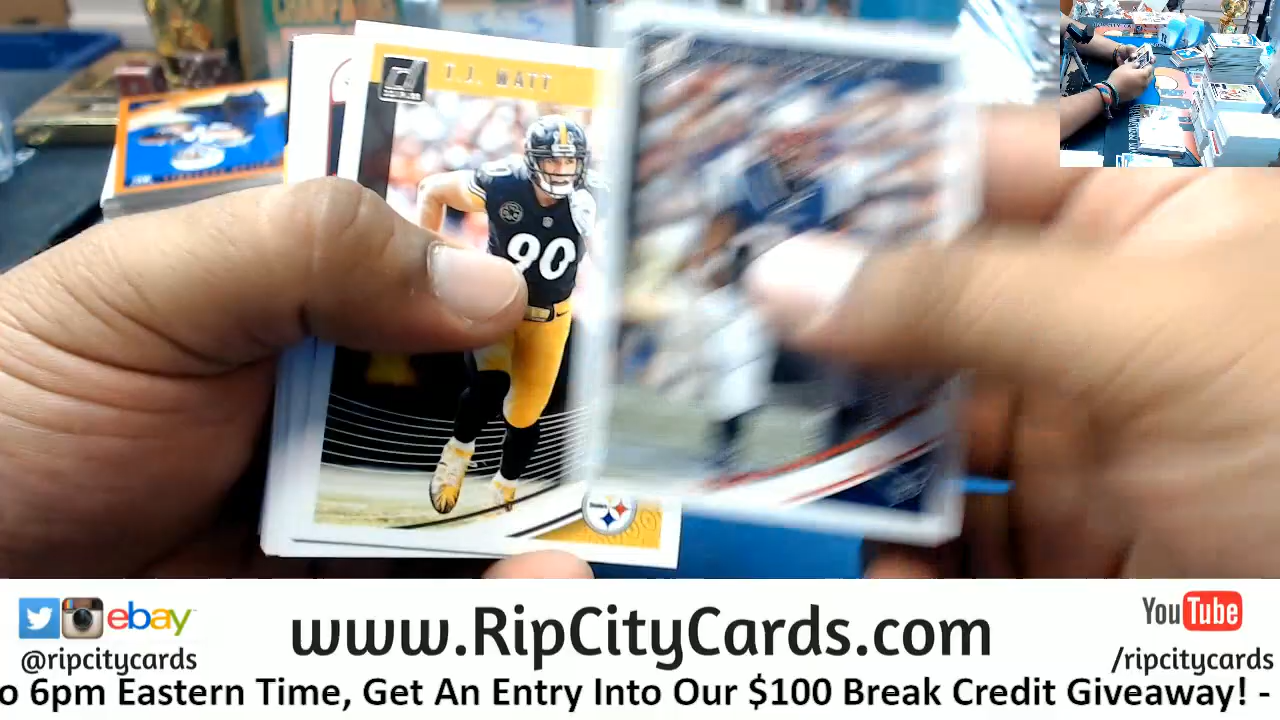 T.J. WATT
90
ebay
www.RipCityCards.com
YouTube
@ripcitycards
/ripcitycards
o 6pm Eastern Time, Get An Entry Into Our $100 Break Credit Giveaway! -